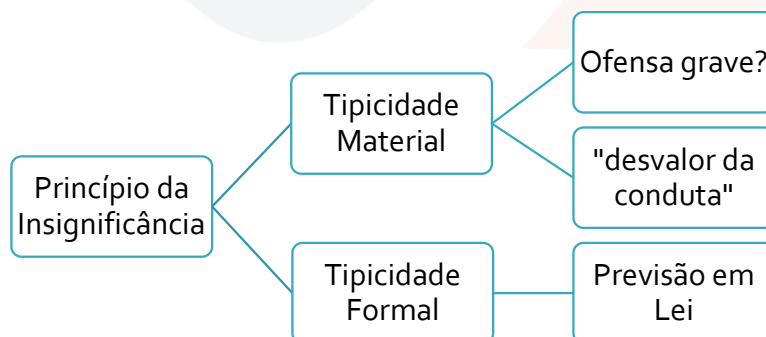 Princípio da
Insignificância
Tipicidade
Material
Ofensa grave?
"desvalor da
conduta"
Tipicidade
Formal
Previsão em
Lei